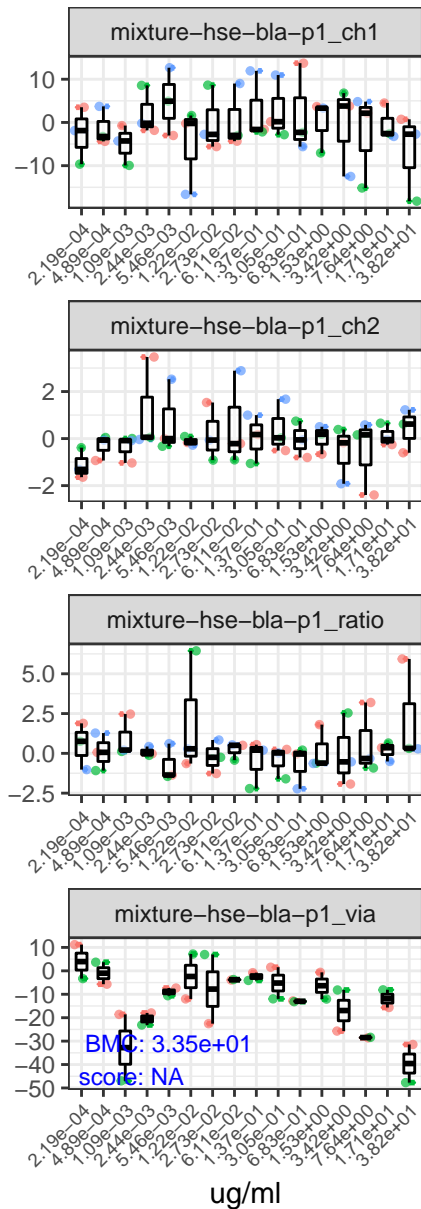 mixture−hse−bla−p1_ch1
10
0
−10
2.19e−04 4.89e−04 1.09e−03 2.44e−03 5.46e−03 1.22e−02 2.73e−02 6.11e−02 1.37e−01 3.05e−01 6.83e−01 1.53e+00 3.42e+00 7.64e+00 1.71e+01 3.82e+01
mixture−hse−bla−p1_ch2
2
0
−2
2.19e−04 4.89e−04 1.09e−03 2.44e−03 5.46e−03 1.22e−02 2.73e−02 6.11e−02 1.37e−01 3.05e−01 6.83e−01 1.53e+00 3.42e+00 7.64e+00 1.71e+01 3.82e+01
mixture−hse−bla−p1_ratio
5.0
2.5
0.0
−2.5
2.19e−04 4.89e−04 1.09e−03 2.44e−03 5.46e−03 1.22e−02 2.73e−02 6.11e−02 1.37e−01 3.05e−01 6.83e−01 1.53e+00 3.42e+00 7.64e+00 1.71e+01 3.82e+01
mixture−hse−bla−p1_via
10
0
−10
−20
−30
−40
−50
BMC: 3.35e+01
score: NA
2.19e−04 4.89e−04 1.09e−03 2.44e−03 5.46e−03 1.22e−02 2.73e−02 6.11e−02 1.37e−01 3.05e−01 6.83e−01 1.53e+00 3.42e+00 7.64e+00 1.71e+01 3.82e+01
ug/ml